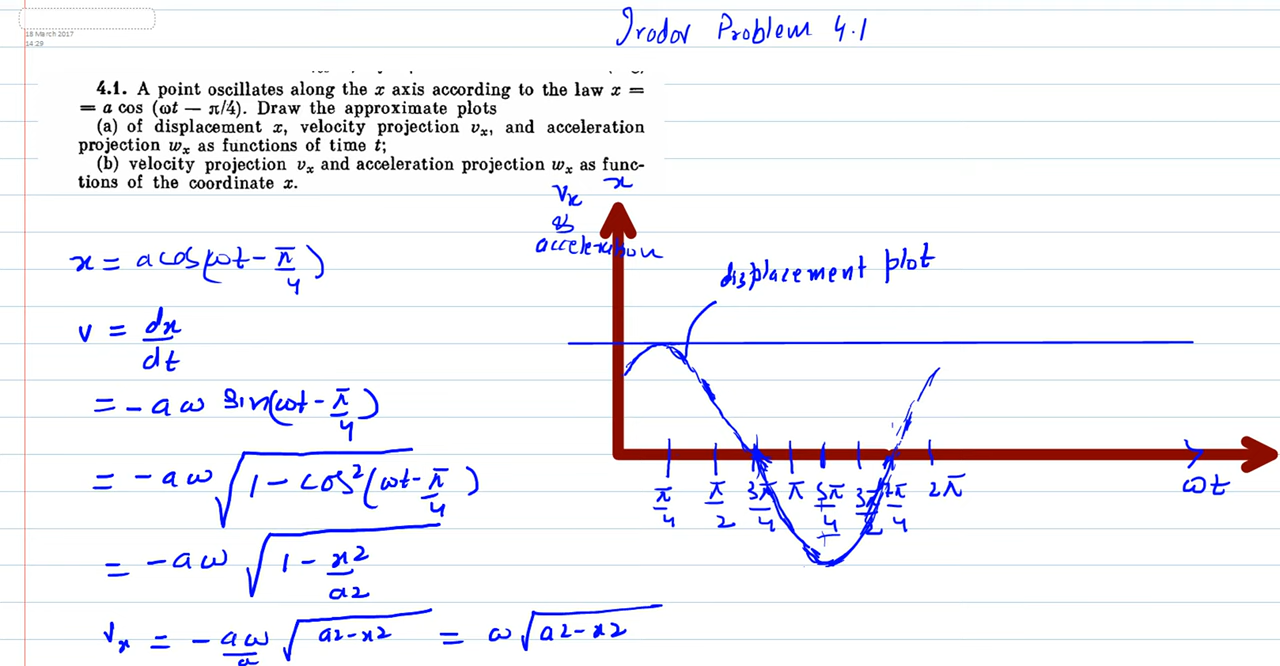 18 March 2017
14:29
Irodov Problem 4.1
4.1. A point oscillates along the x axis according to the law x =
= a cos (ωt — π/4). Draw the approximate plots
(a) of displacement x, velocity projection vₓ, and acceleration
projection wₓ as functions of time t;
(b) velocity projection vₓ and acceleration projection wₓ as func-
tions of the coordinate x.
Vx x
&
acceleration
displacement plot
x = a cos(ωt - π/4)
v = dx/dt
= - a ω Sin(ωt - π/4)
= - a ω √(1 - cos²(ωt - π/4))
= - a ω √(1 - x2/a2)
Vx = - aω/a √(a2-x2) = ω √(a2-x2)
π/4 π/2 3π/4 π 5π/4 3π/2 7π/4 2π ωt